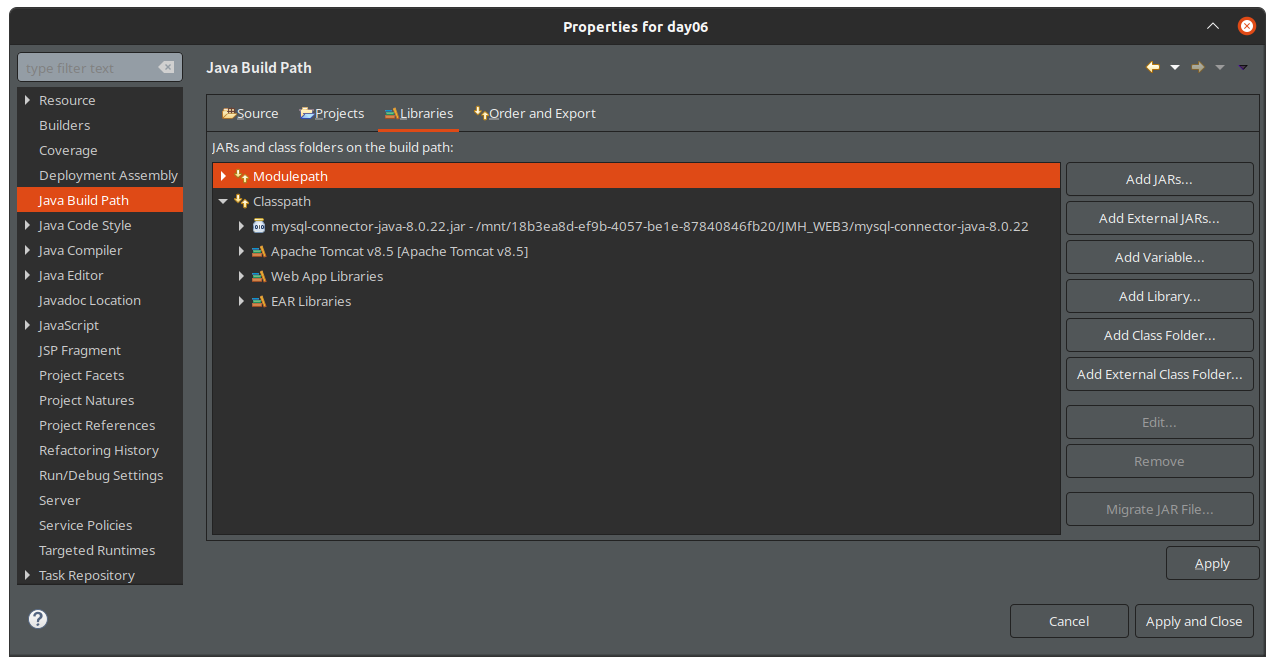 Properties for day06
type filter text
Resource
Builders
Coverage
Deployment Assembly
Java Build Path
Java Code Style
Java Compiler
Java Editor
Javadoc Location
JavaScript
JSP Fragment
Project Facets
Project Natures
Project References
Refactoring History
Run/Debug Settings
Server
Service Policies
Targeted Runtimes
Task Repository
Java Build Path
Source Projects Libraries Order and Export
JARs and class folders on the build path:
Modulepath
Classpath
mysql-connector-java-8.0.22.jar - /mnt/18b3ea8d-ef9b-4057-be1e-87840846fb20/JMH_WEB3/mysql-connector-java-8.0.22
Apache Tomcat v8.5 [Apache Tomcat v8.5]
Web App Libraries
EAR Libraries
Add JARs...
Add External JARs...
Add Variable...
Add Library...
Add Class Folder...
Add External Class Folder...
Edit...
Remove
Migrate JAR File...
Apply
?
Cancel Apply and Close